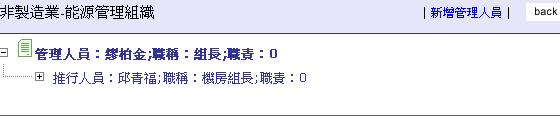 非製造業-能源管理組織 | 新增管理人員 | back
管理人員：繆柏金;職稱：組長;職責：0
推行人員：邱青福;職稱：機房組長;職責：0